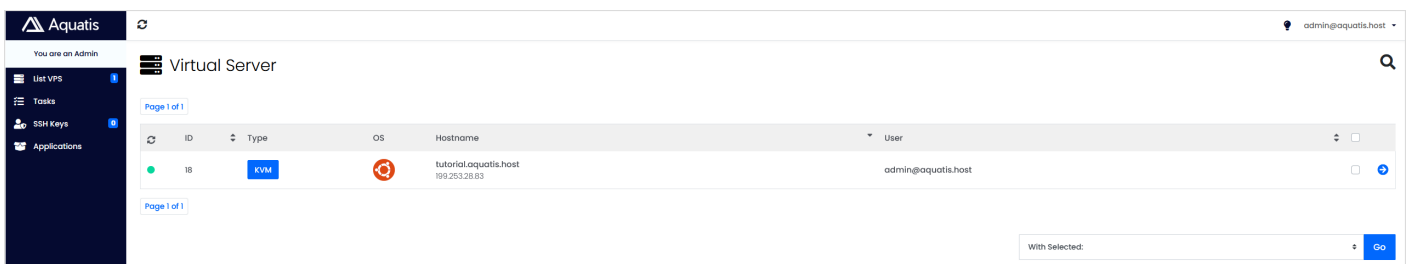 Aquatis
admin@aquatis.host
You are an Admin
List VPS 1
Tasks
SSH Keys 0
Applications
Virtual Server
Page 1 of 1
ID Type OS Hostname User
18 KVM tutorial.aquatis.host admin@aquatis.host
199.253.28.83
Page 1 of 1
With Selected: Go